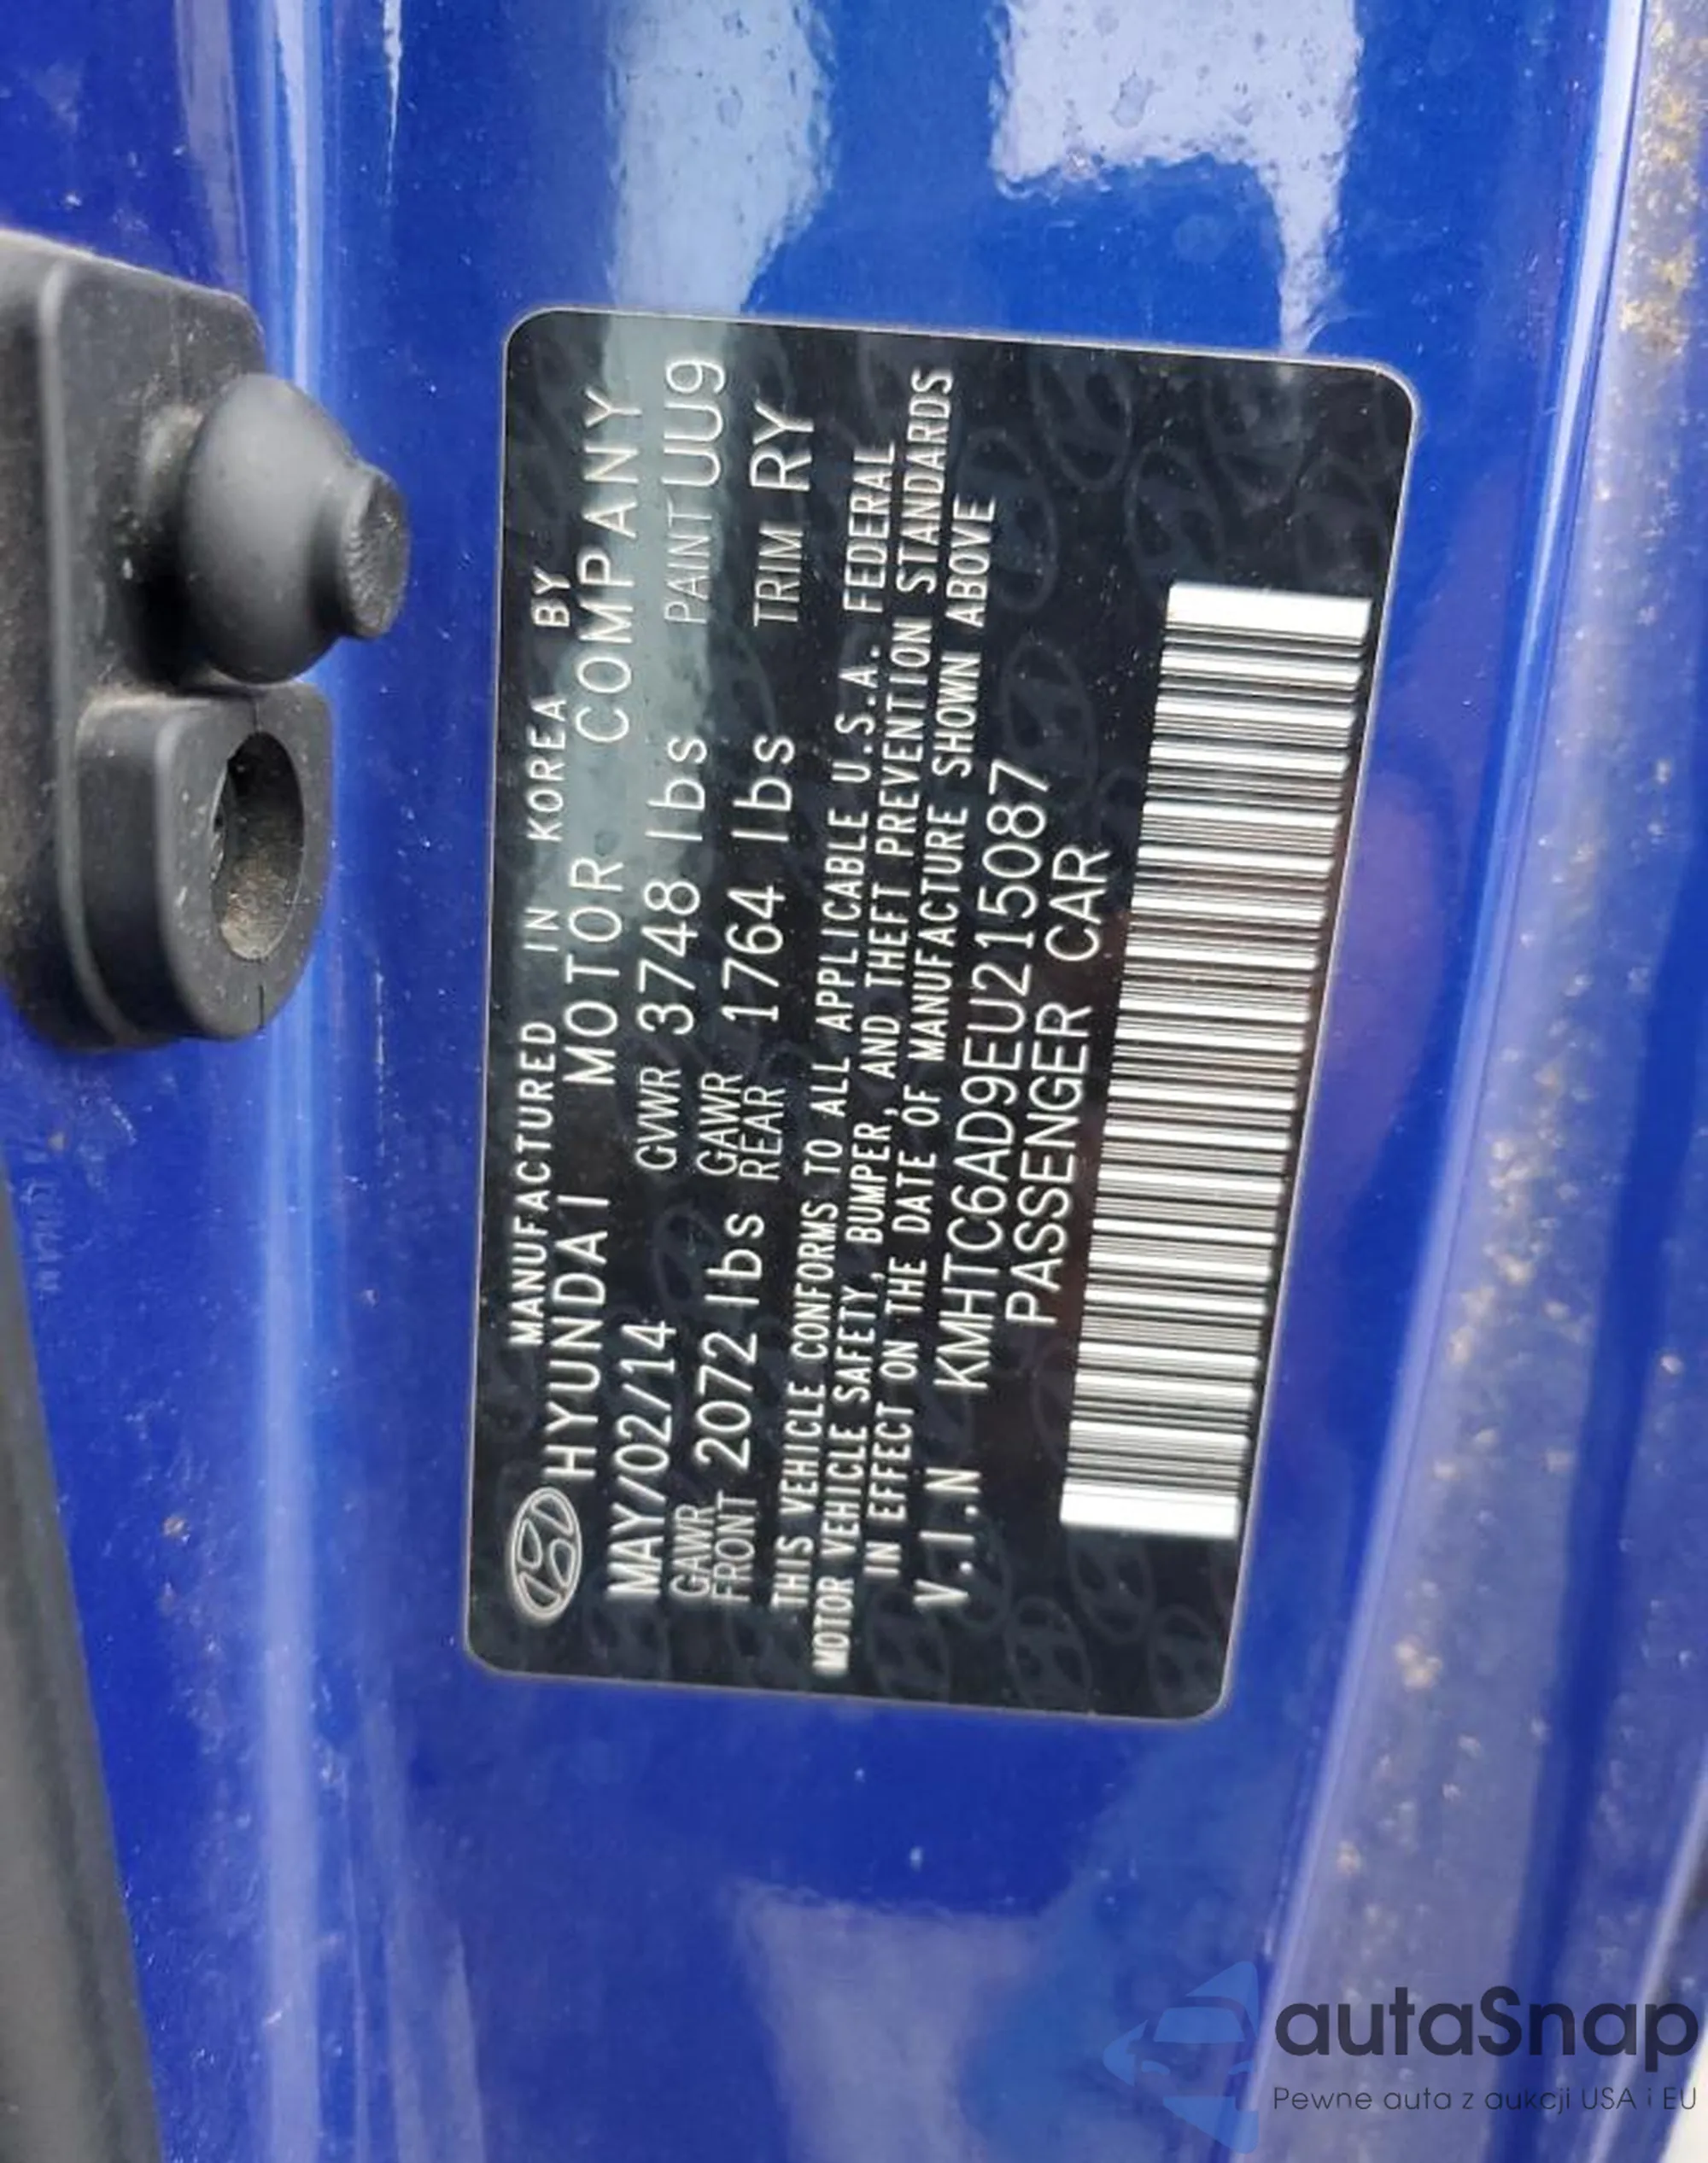 MANUFACTURED IN KOREA BY
HYUNDAI MOTOR COMPANY
MAY/02/14 GVWR 3748 lbs PAINT UU9
GAWR FRONT 2072 lbs GAWR REAR 1764 lbs TRIM RY
THIS VEHICLE CONFORMS TO ALL APPLICABLE U.S.A. FEDERAL
MOTOR VEHICLE SAFETY, BUMPER, AND THEFT PREVENTION STANDARDS
IN EFFECT ON THE DATE OF MANUFACTURE SHOWN ABOVE
V.I.N KMHTC6AD9EU215087
PASSENGER CAR
autaSnap
Pewne auta z aukcji USA i EU